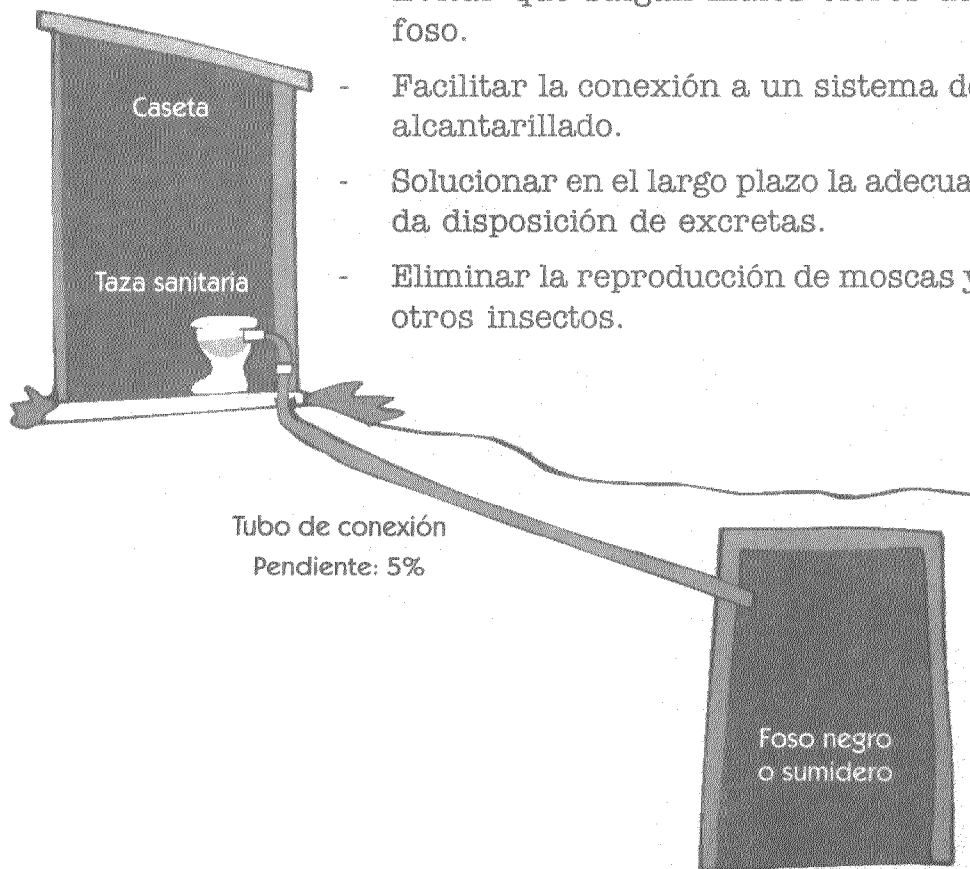 foso.
- Facilitar la conexión a un sistema de
alcantarillado.
- Solucionar en el largo plazo la adecua
da disposición de excretas.
- Eliminar la reproducción de moscas y
otros insectos.
Caseta
Taza sanitaria
Tubo de conexión
Pendiente: 5%
Foso negro
o sumidero